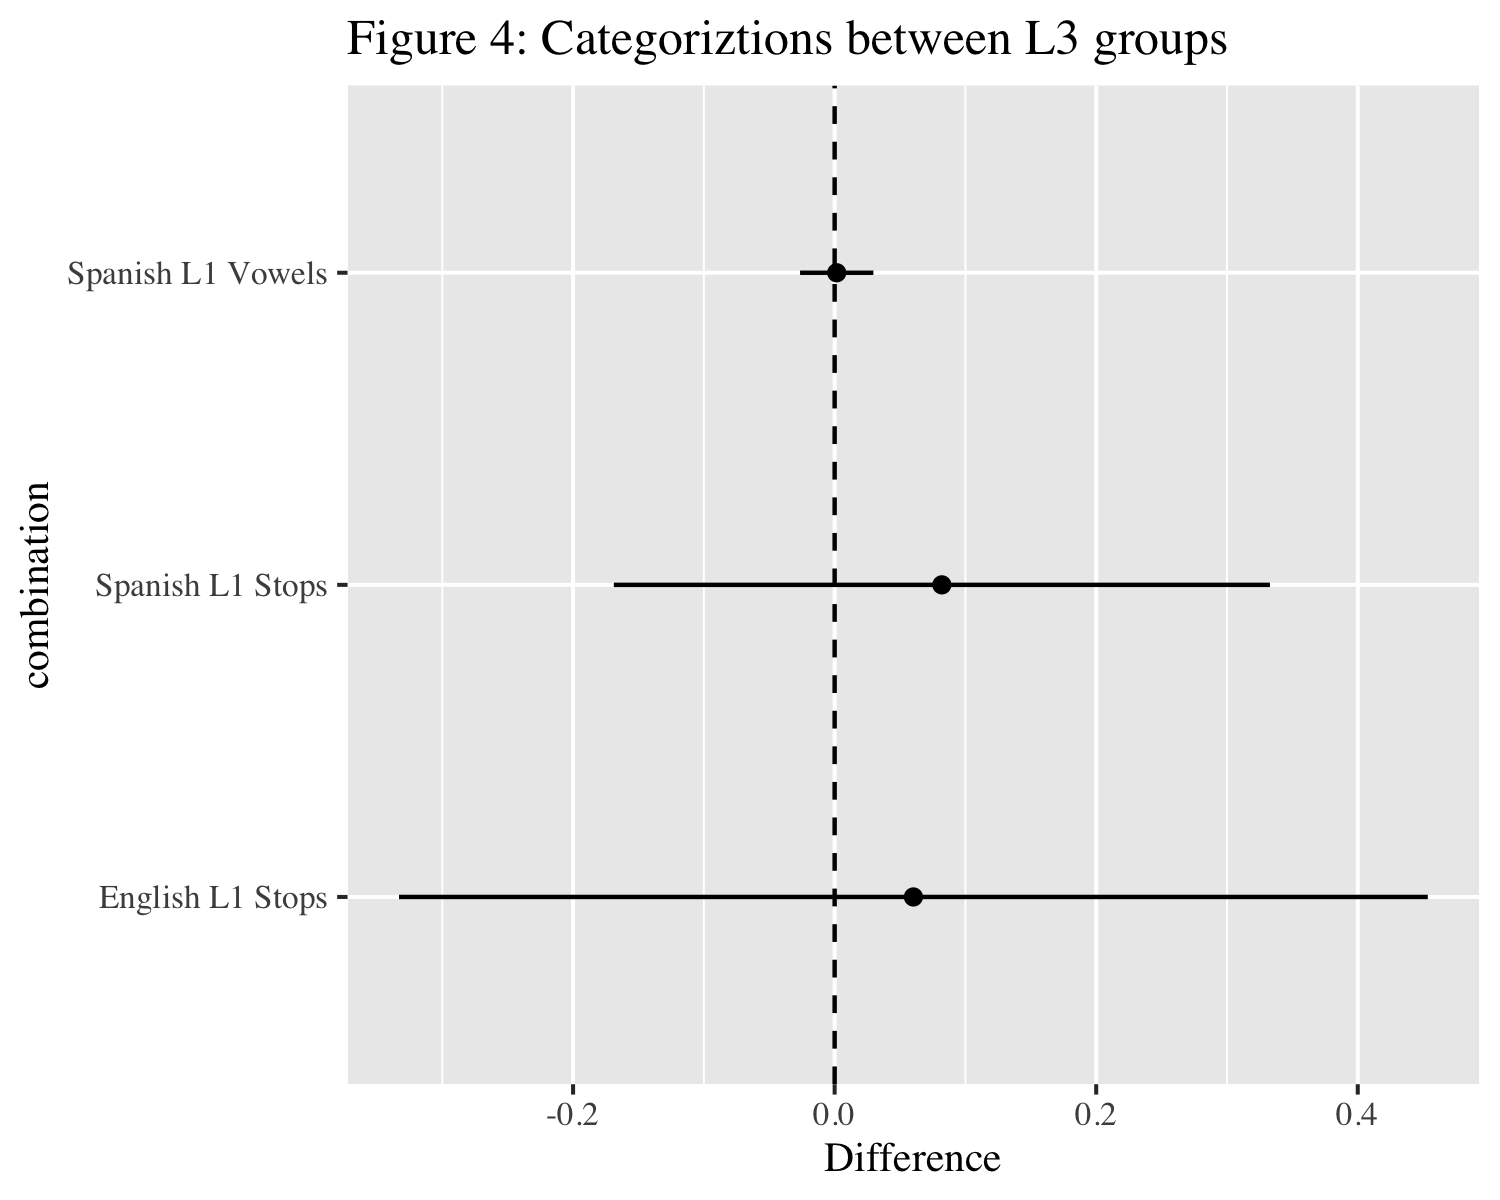 Figure 4: Categoriztions between L3 groups
combination
Spanish L1 Vowels
Spanish L1 Stops
English L1 Stops
-0.2 0.0 0.2 0.4
Difference